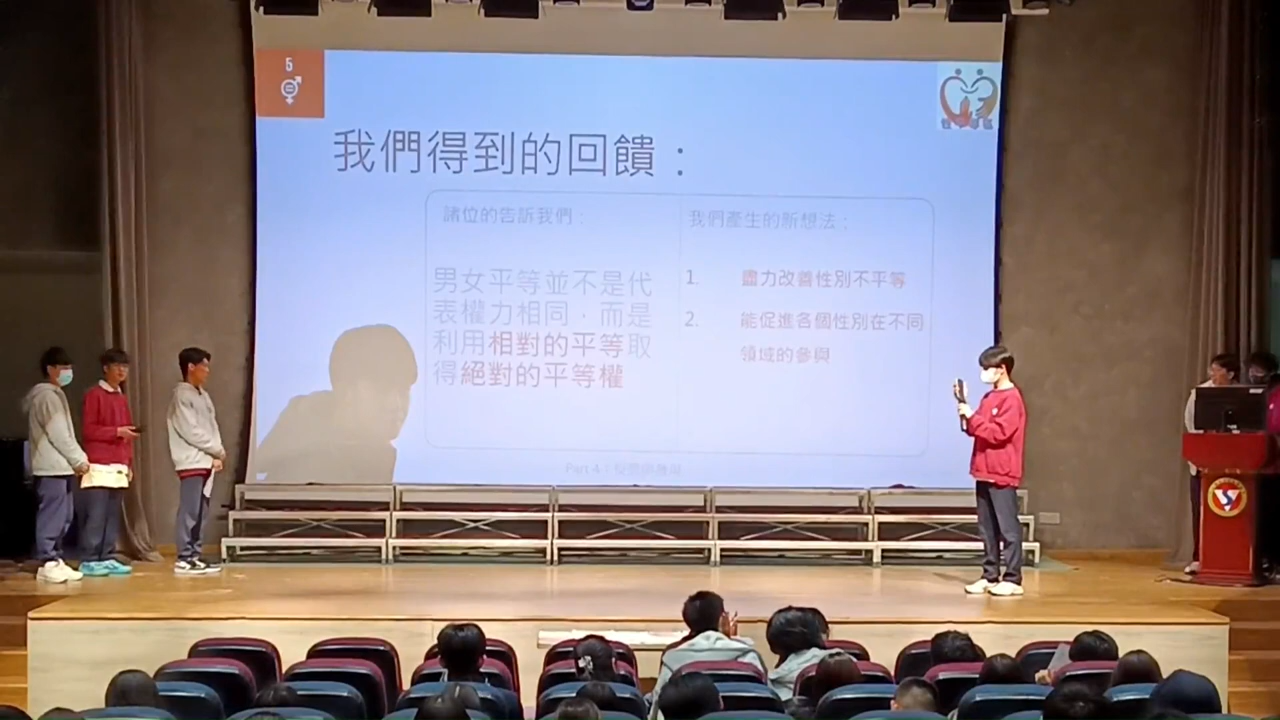 5
我們得到的回饋：
諸位的告訴我們：
男女平等並不是代
表權力相同，而是
利用相對的平等取
得絕對的平等權
我們產生的新想法：
1. 盡力改善性別不平等
2. 能促進各個性別在不同
領域的參與
Part 4：